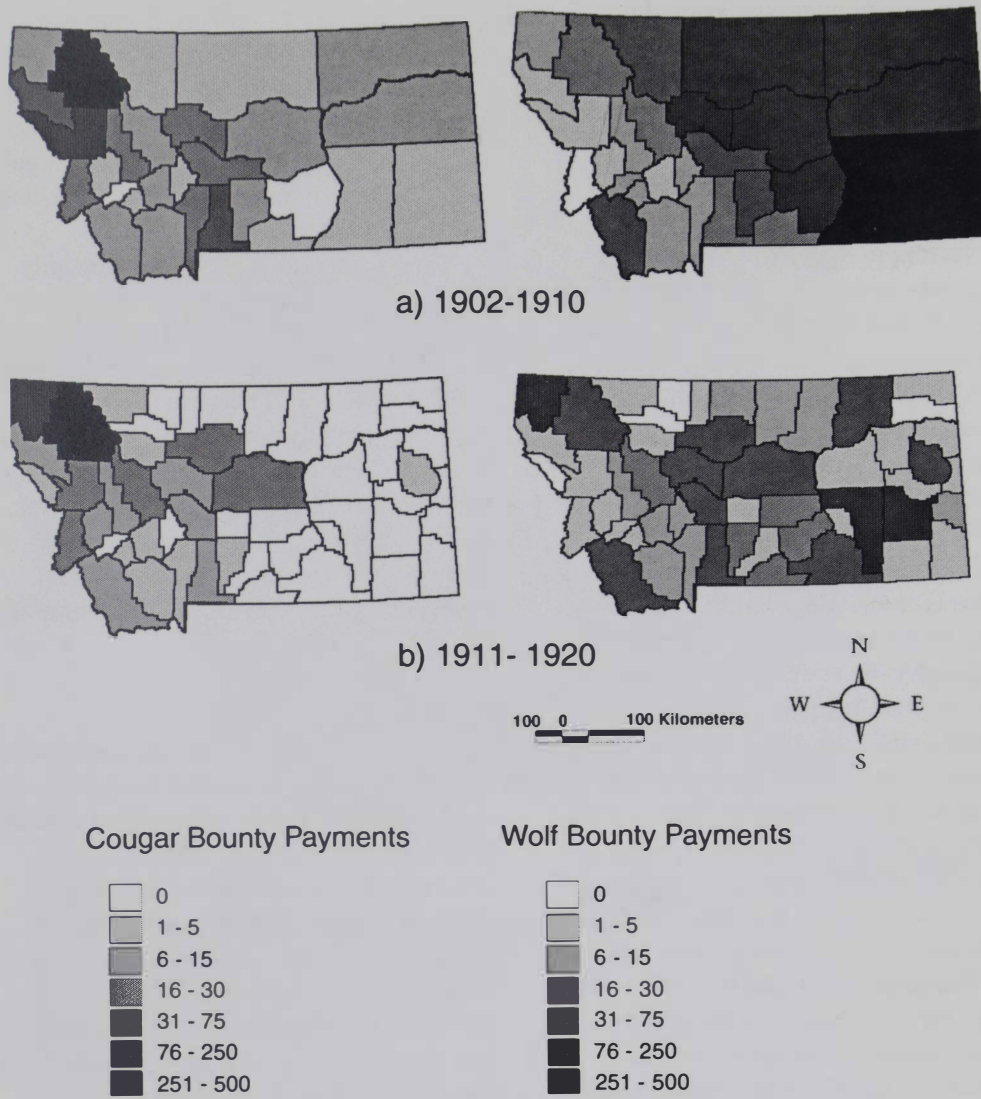 a) 1902-1910
b) 1911- 1920
N
W E
S
100 0 100 Kilometers
Cougar Bounty Payments
0
1 - 5
6 - 15
16 - 30
31 - 75
76 - 250
251 - 500
Wolf Bounty Payments
0
1 - 5
6 - 15
16 - 30
31 - 75
76 - 250
251 - 500